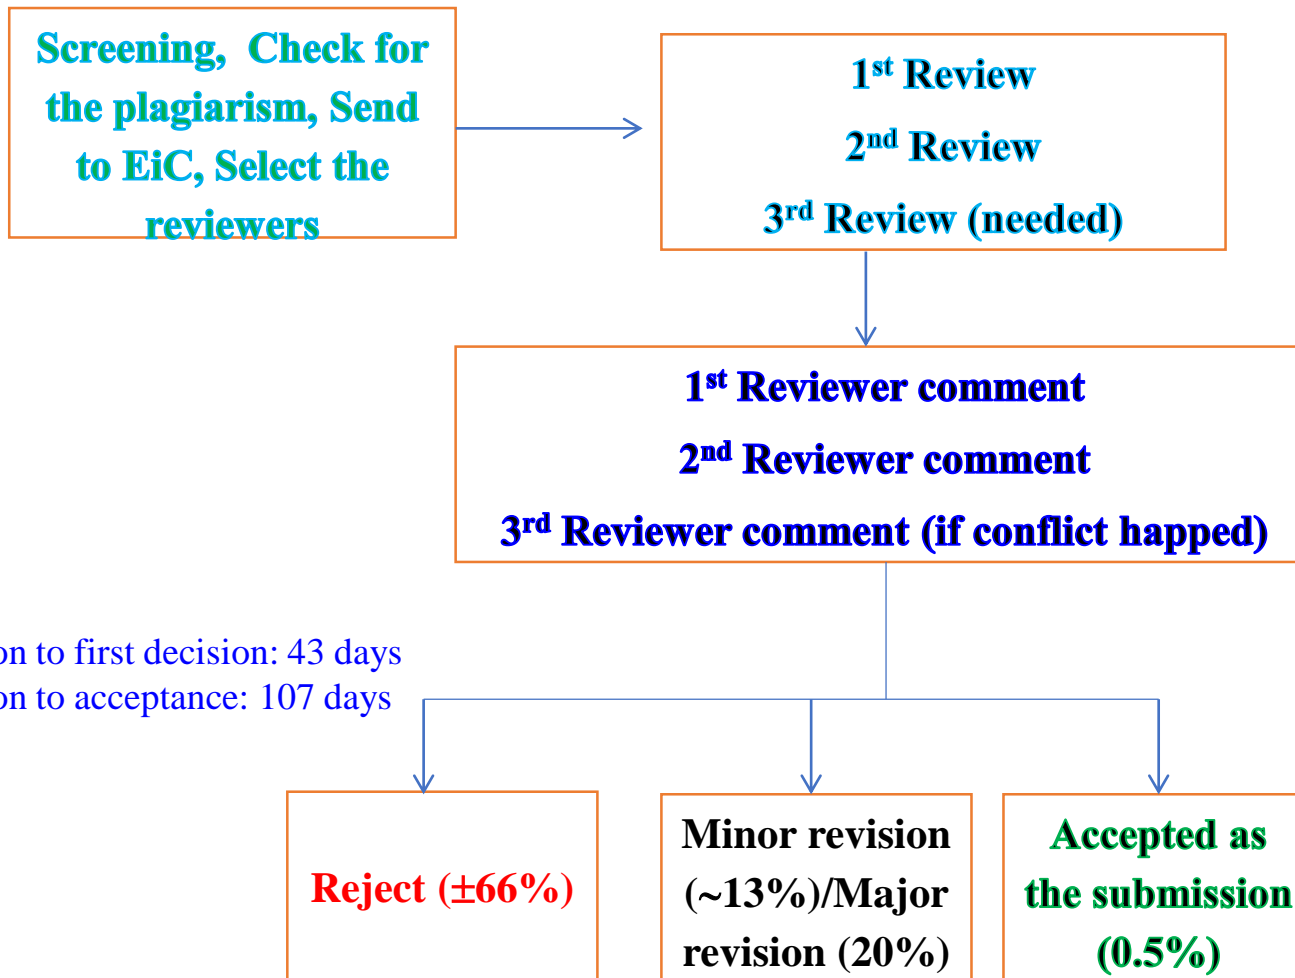 Screening, Check for
the plagiarism, Send
to EiC, Select the
reviewers
1st Review
2nd Review
3rd Review (needed)
1st Reviewer comment
2nd Reviewer comment
3rd Reviewer comment (if conflict happed)
on to first decision: 43 days
on to acceptance: 107 days
Reject (±66%)
Minor revision
(~13%)/Major
revision (20%)
Accepted as
the submission
(0.5%)